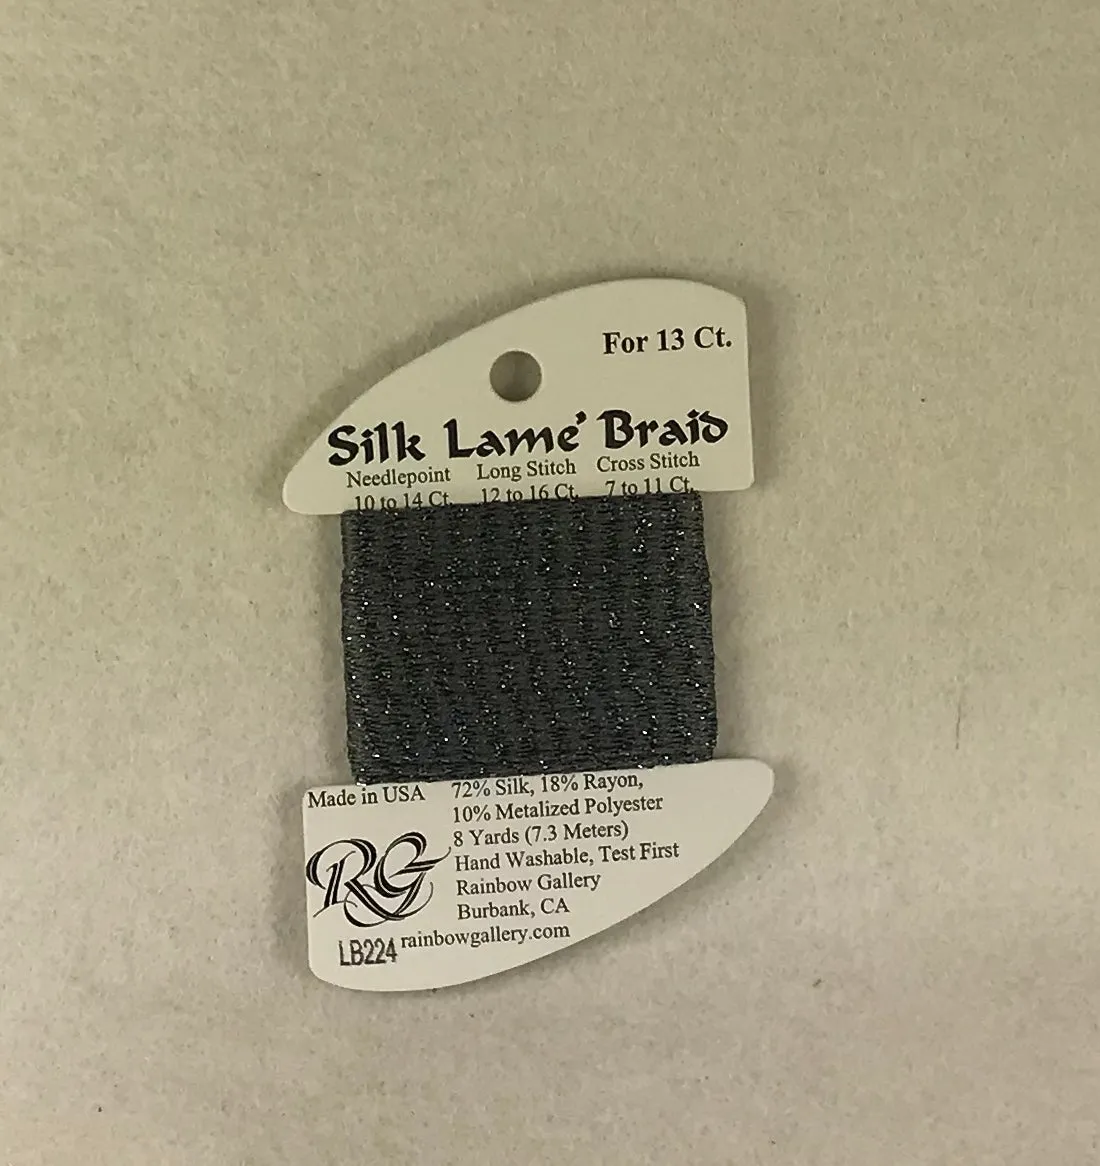 For 13 Ct.
Silk Lame' Braid
Needlepoint Long Stitch Cross Stitch
10 to 14 Ct. 12 to 16 Ct. 7 to 11 Ct.
Made in USA
72% Silk, 18% Rayon,
10% Metalized Polyester
8 Yards (7.3 Meters)
Hand Washable, Test First
Rainbow Gallery
Burbank, CA
rainbowgallery.com
RG
LB224